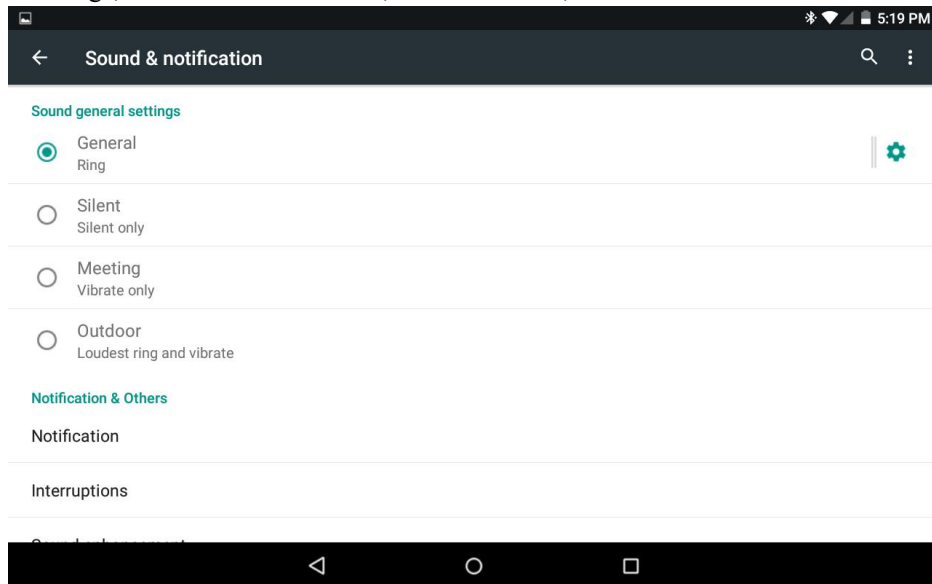 5:19 PM
Sound & notification
Sound general settings
General
Ring
Silent
Silent only
Meeting
Vibrate only
Outdoor
Loudest ring and vibrate
Notification & Others
Notification
Interruptions